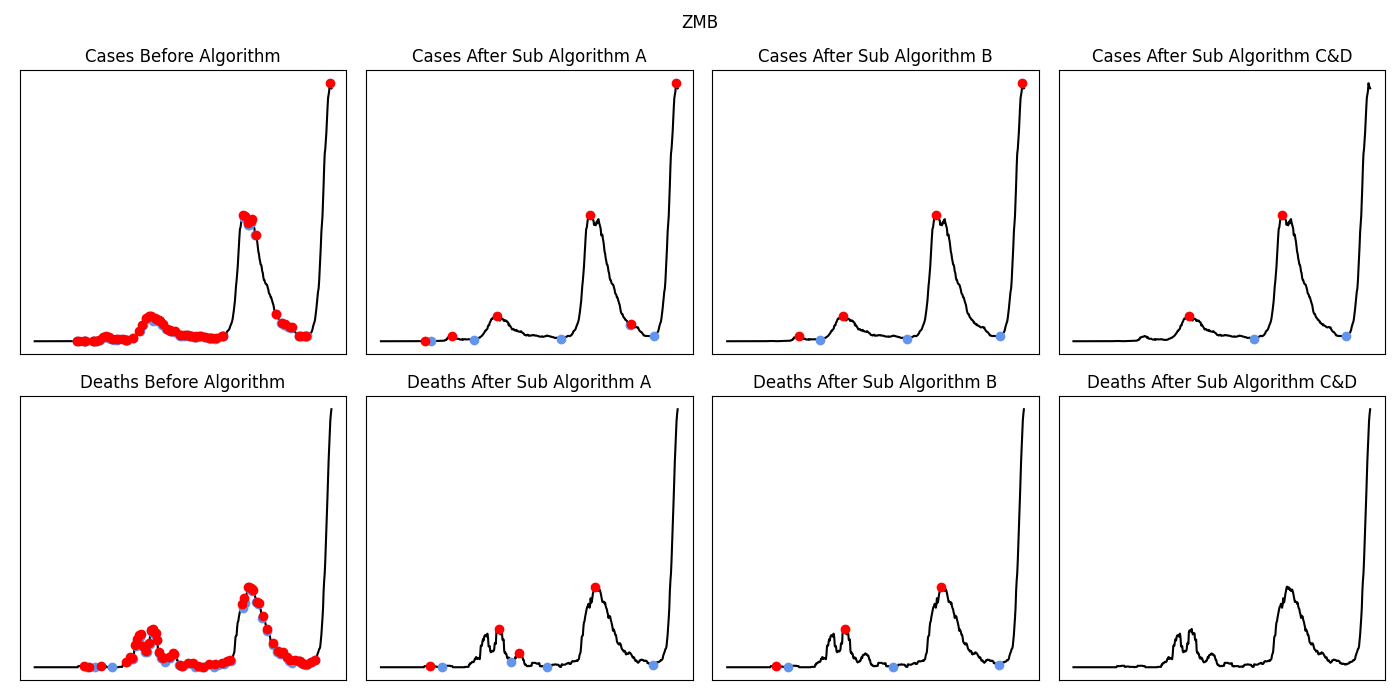 ZMB
Cases Before Algorithm
Cases After Sub Algorithm A
Cases After Sub Algorithm B
Cases After Sub Algorithm C&D
Deaths Before Algorithm
Deaths After Sub Algorithm A
Deaths After Sub Algorithm B
Deaths After Sub Algorithm C&D